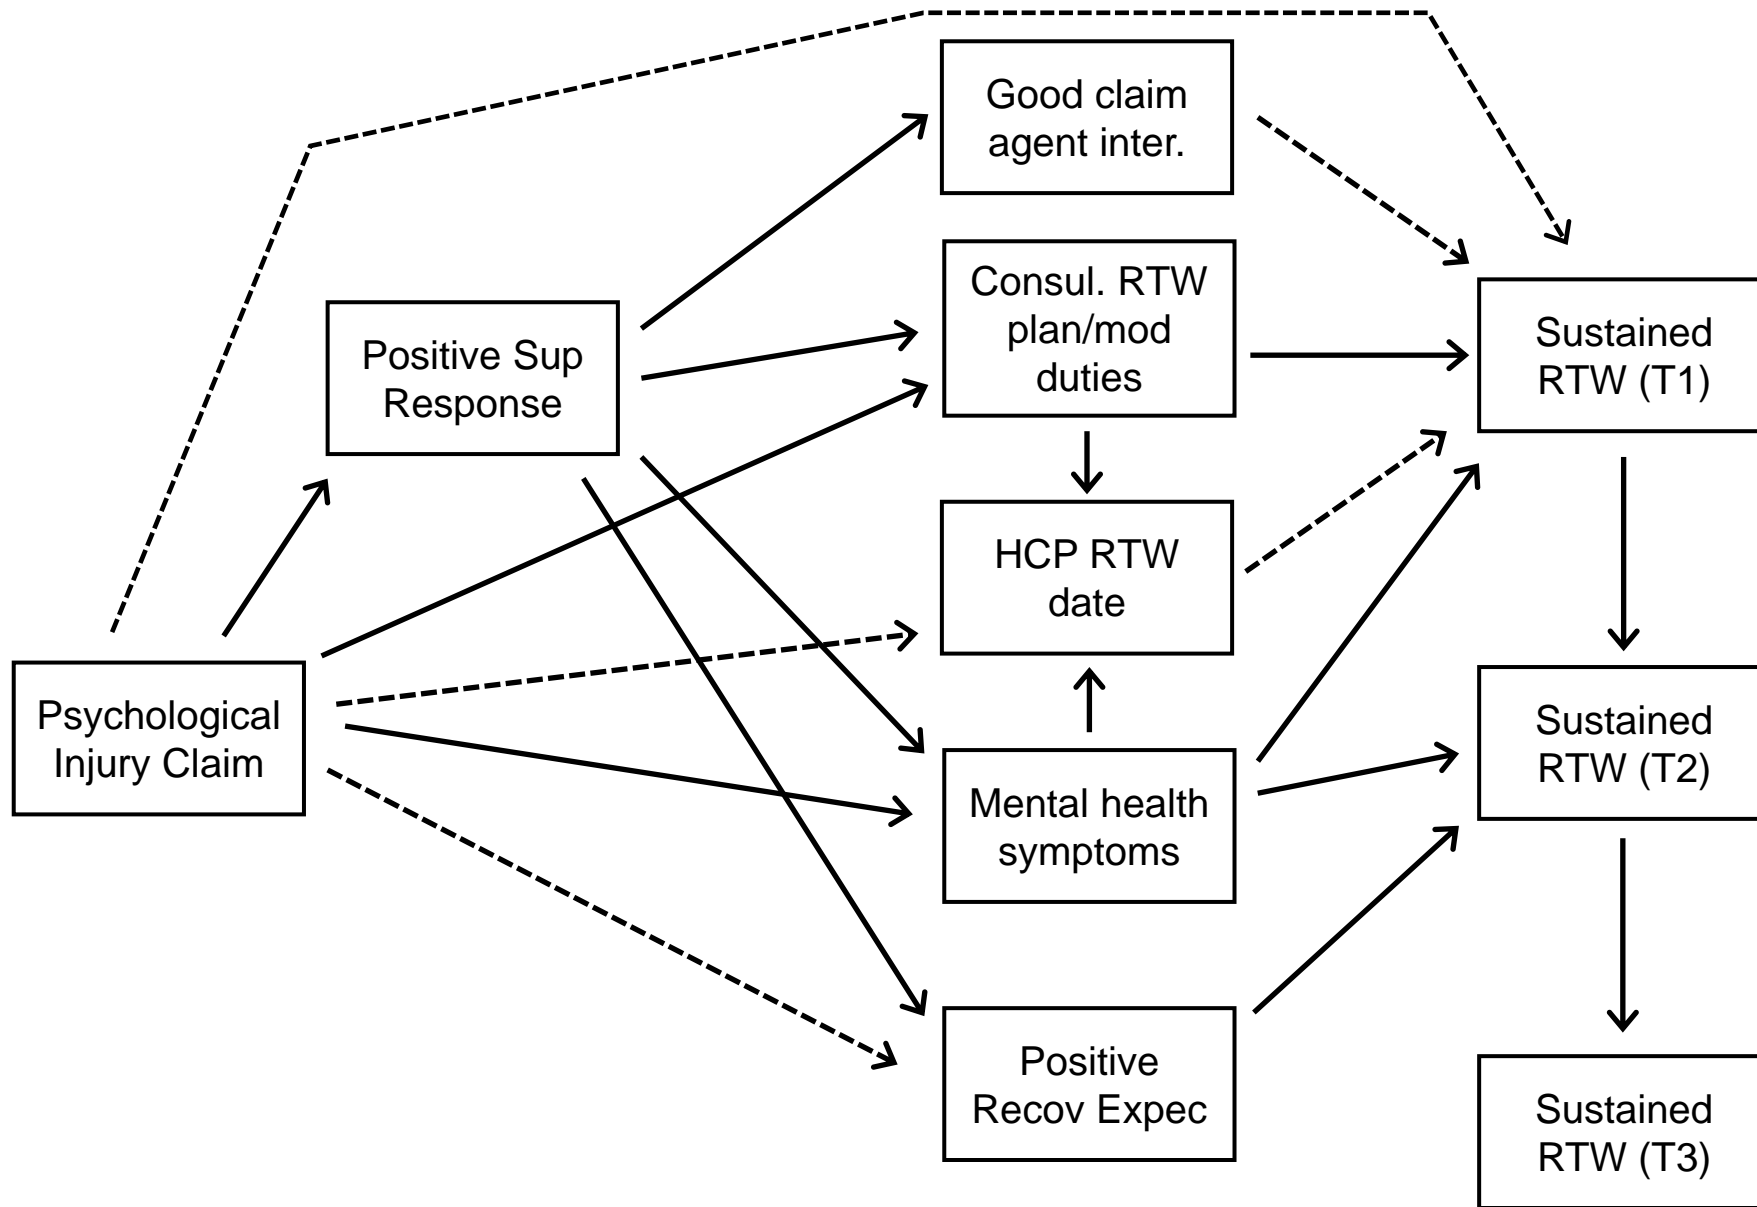 Good claim
agent inter.
Consul. RTW
plan/mod
duties
Positive Sup
Response
Sustained
RTW (T1)
HCP RTW
date
Psychological
Injury Claim
Sustained
RTW (T2)
Mental health
symptoms
Positive
Recov Expec
Sustained
RTW (T3)